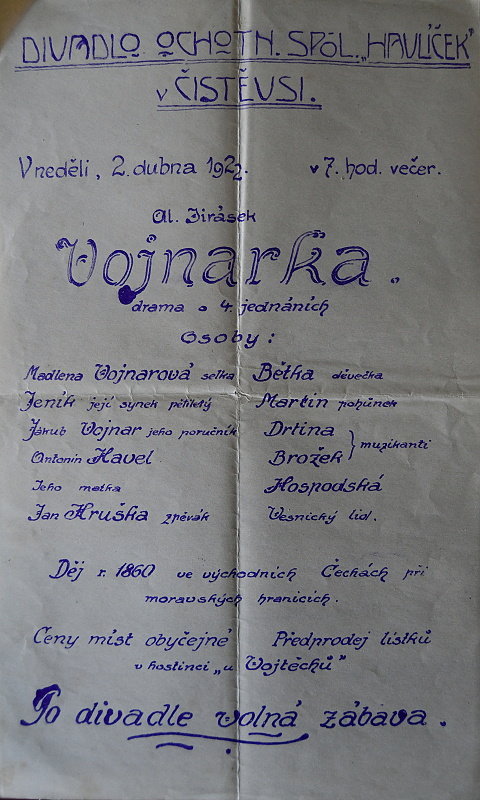 DIVADLO OCHOTN. SPOL. „HAVLÍČEK"
v ČISTĚVSI.
V neděli, 2. dubna 1922. v 7. hod. večer.
Al. Jirásek
Vojnarka.
drama o 4. jednáních
Osoby:
Madlena Vojnarová selka Bětka děvečka
Jeník její synek pětiletý Martin pohůnek
Jakub Vojnar jeho poručník Drtina
Antonín Havel Brožek } muzikanti
Jeho matka Hospodská
Jan Hruška zpěvák Vesnický lid.
Děj r. 1860 ve východních Čechách při
moravských hranicích.
Ceny míst obyčejné Předprodej lístků
v hostinci „u Vojtěchů"
Po divadle volná zábava.